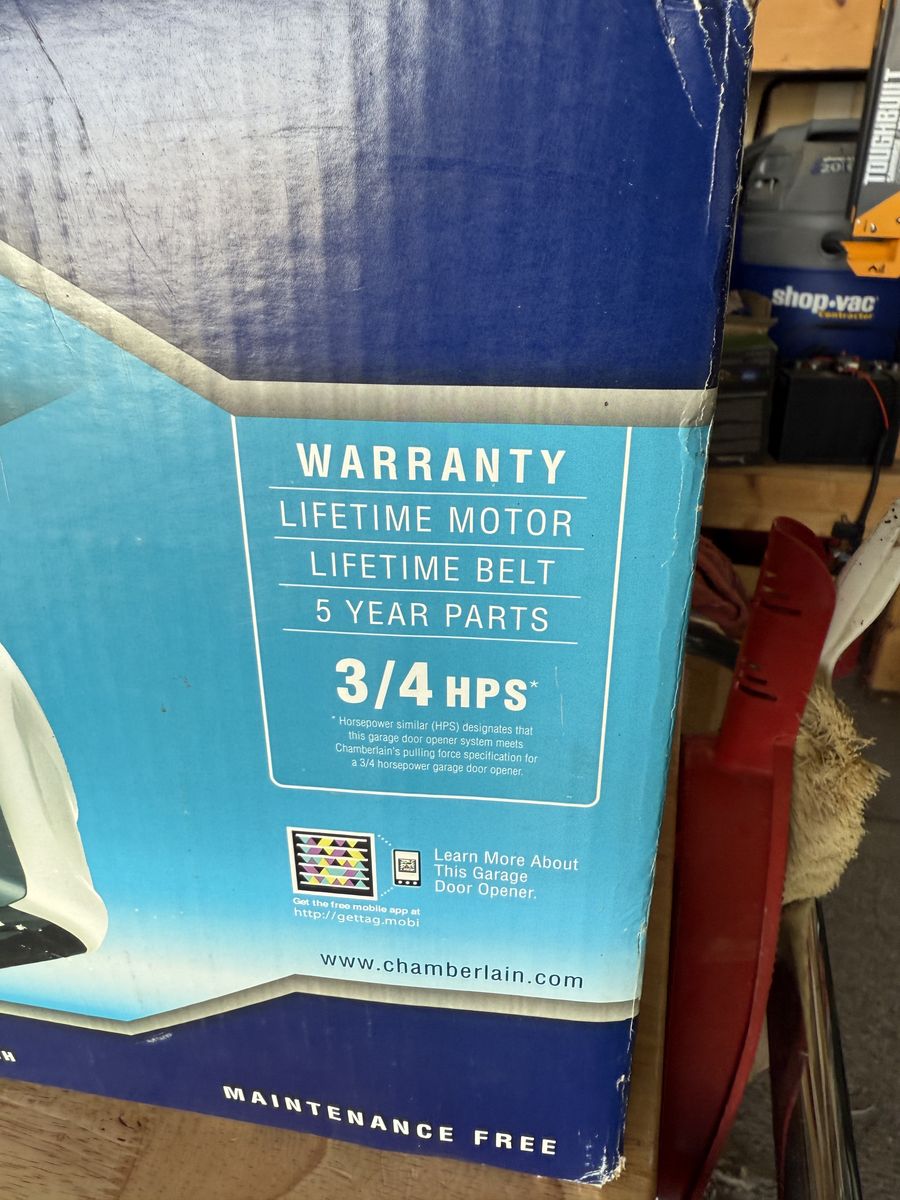 TOUGHBUILT
shop•vac
Contractor
WARRANTY
LIFETIME MOTOR
LIFETIME BELT
5 YEAR PARTS
3/4 HPS*
* Horsepower similar (HPS) designates that
this garage door opener system meets
Chamberlain's pulling force specification for
a 3/4 horsepower garage door opener.
Learn More About
This Garage
Door Opener.
Get the free mobile app at
http://gettag.mobi
www.chamberlain.com
MAINTENANCE FREE